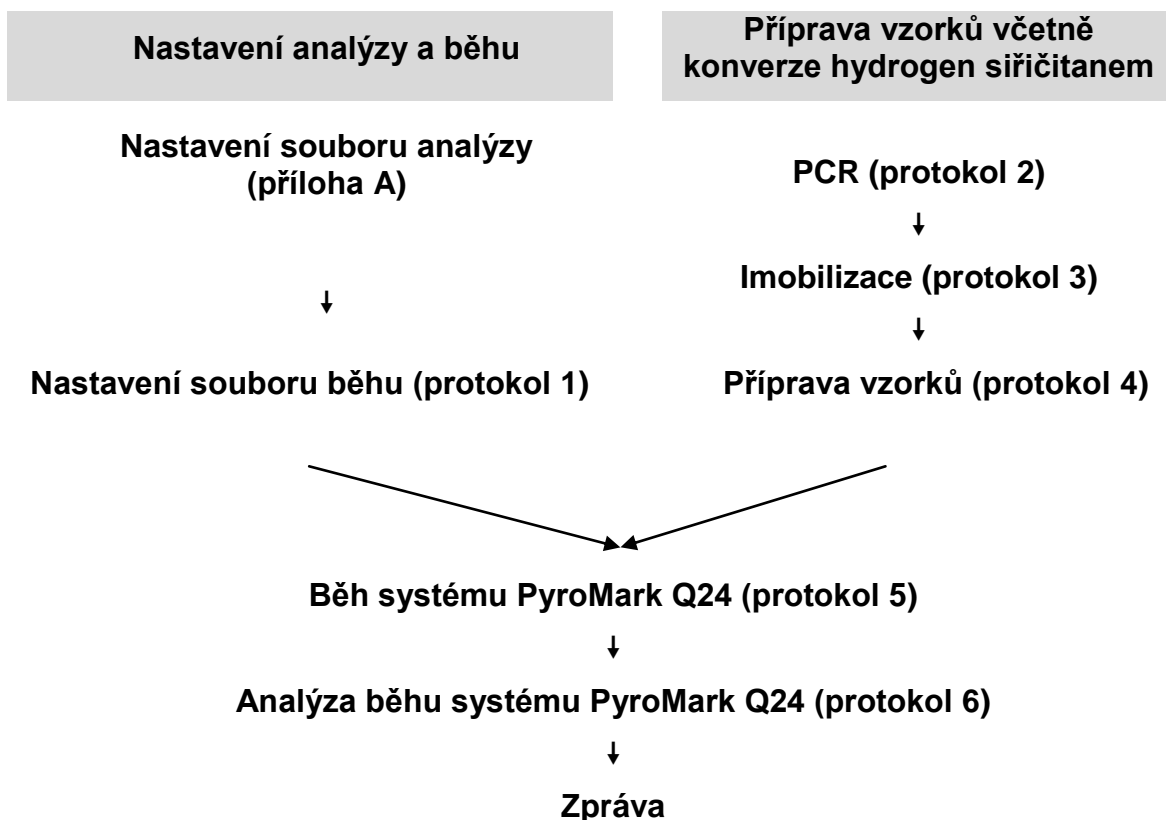 Nastavení analýzy a běhu
Příprava vzorků včetně
konverze hydrogen siřičitanem
Nastavení souboru analýzy
(příloha A)
PCR (protokol 2)
Imobilizace (protokol 3)
Nastavení souboru běhu (protokol 1)
Příprava vzorků (protokol 4)
Běh systému PyroMark Q24 (protokol 5)
Analýza běhu systému PyroMark Q24 (protokol 6)
Zpráva